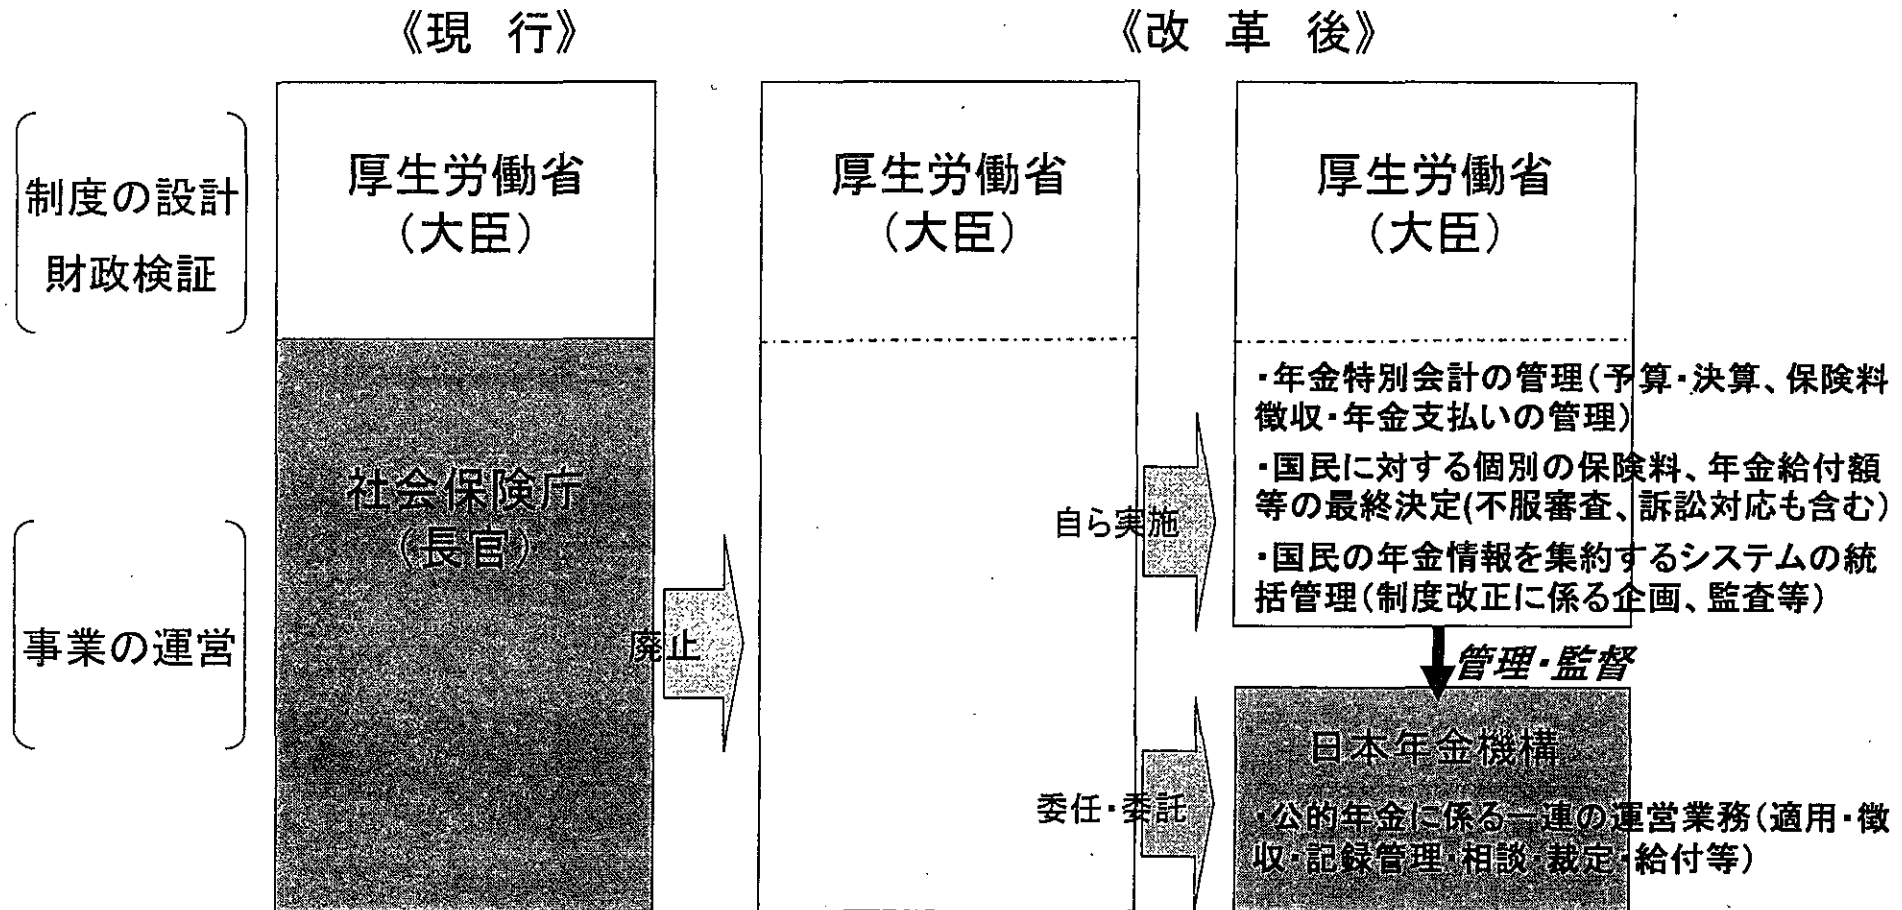 《現 行》
《改 革 後》
制度の設計
財政検証
事業の運営
厚生労働省
(大臣)
社会保険庁
(長官)
廃止
厚生労働省
(大臣)
自ら実施
委任・委託
厚生労働省
(大臣)
・年金特別会計の管理(予算・決算、保険料
徴収・年金支払いの管理)
・国民に対する個別の保険料、年金給付額
等の最終決定(不服審査、訴訟対応も含む)
・国民の年金情報を集約するシステムの統
括管理(制度改正に係る企画、監査等)
管理・監督
日本年金機構
・公的年金に係る一連の運営業務(適用・徴
収・記録管理・相談・裁定・給付等)